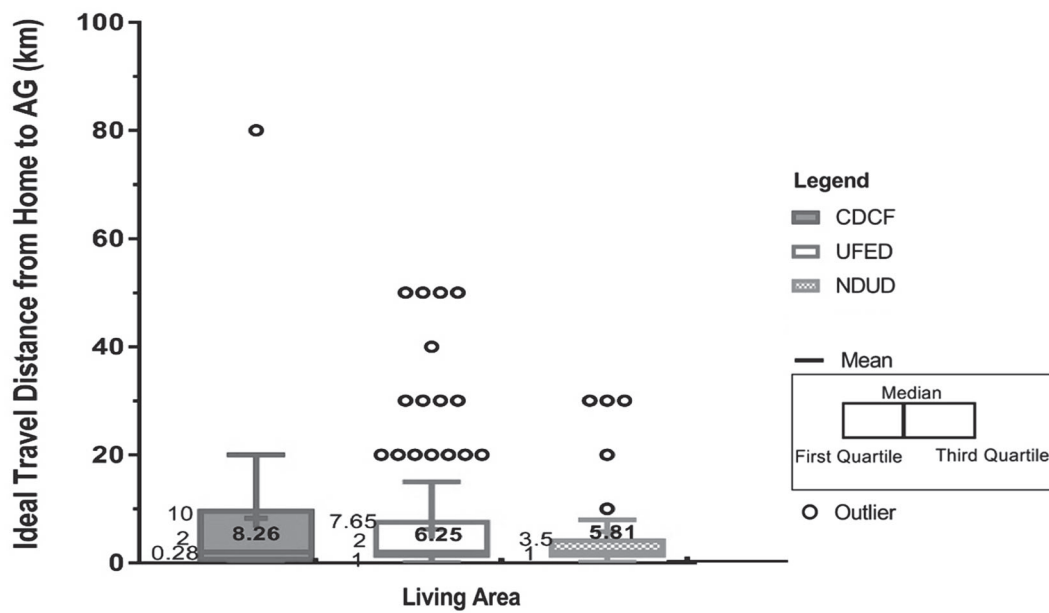 Ideal Travel Distance from Home to AG (km)
100
80
60
40
20
0
10
2
0.28
8.26
7.65
2
1
6.25
3.5
1
5.81
Living Area
Legend
CDCF
UFED
NDUD
Mean
Median
First Quartile Third Quartile
Outlier